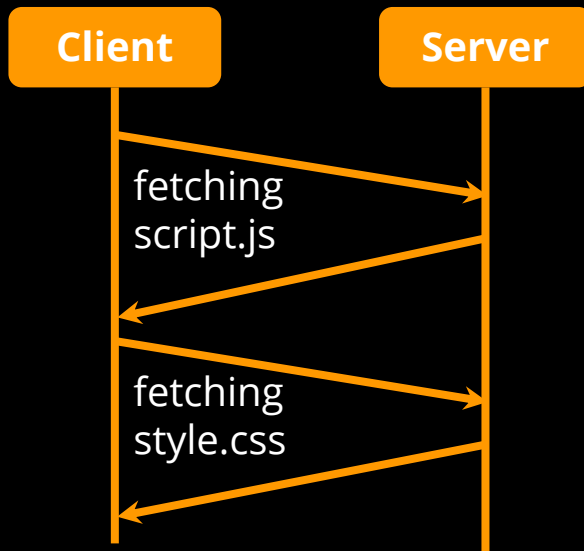 Client
Server
fetching
script.js
fetching
style.css